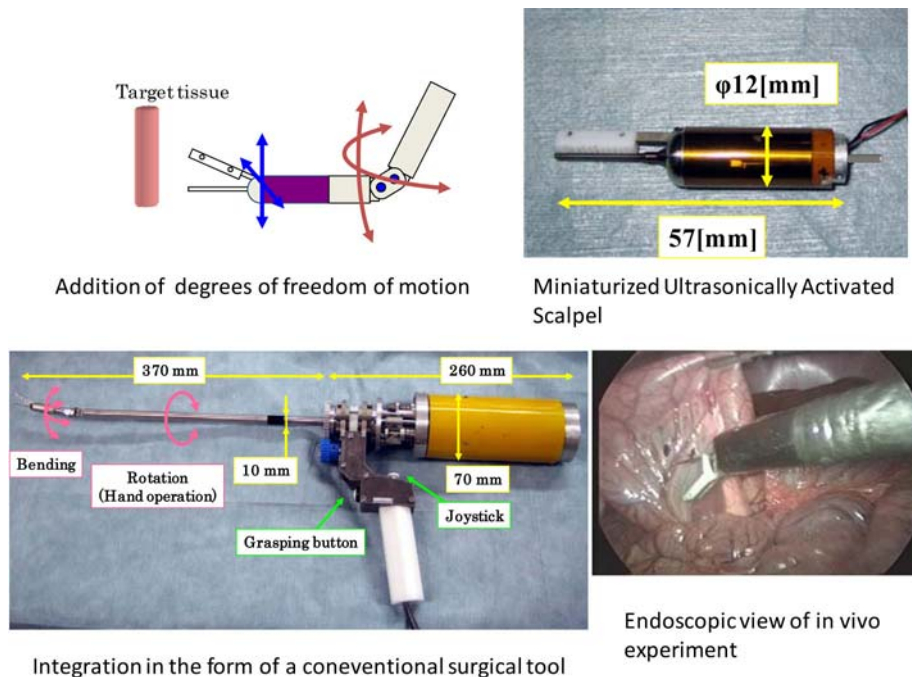 Target tissue
Addition of  degrees of freedom of motion
φ12[mm]
57[mm]
Miniaturized Ultrasonically Activated
Scalpel
370 mm
260 mm
Bending
Rotation
(Hand operation)
10 mm
70 mm
Joystick
Grasping button
Integration in the form of a coneventional surgical tool
Endoscopic view of in vivo
experiment